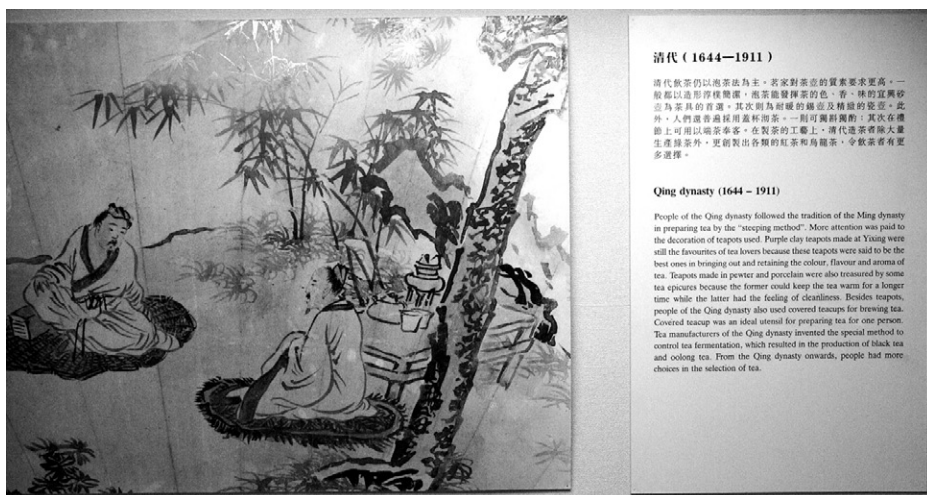 清代 ( 1644—1911 )
清代飲茶仍以泡茶法為主。茗家對茶壺的質素要求更高。一
般都以造形淳樸簡潔，泡茶能發揮茶的色、香、味的宜興砂
壺為茶具的首選。其次則為耐暖的錫壺及精緻的瓷壺。此
外，人們還普遍採用蓋杯沏茶。一則可獨斟獨酌；其次在禮
節上可用以端茶奉客。在製茶的工藝上，清代造茶者除大量
生產綠茶外，更創製出各類的紅茶和烏龍茶，令飲茶者有更
多選擇。
Qing dynasty (1644 – 1911)
People of the Qing dynasty followed the tradition of the Ming dynasty
in preparing tea by the “steeping method”. More attention was paid to
the decoration of teapots used. Purple clay teapots made at Yixing were
still the favourites of tea lovers because these teapots were said to be the
best ones in bringing out and retaining the colour, flavour and aroma of
tea. Teapots made in pewter and porcelain were also treasured by some
tea epicures because the former could keep the tea warm for a longer
time while the latter had the feeling of cleanliness. Besides teapots,
people of the Qing dynasty also used covered teacups for brewing tea.
Covered teacup was an ideal utensil for preparing tea for one person.
Tea manufacturers of the Qing dynasty invented the special method to
control tea fermentation, which resulted in the production of black tea
and oolong tea. From the Qing dynasty onwards, people had more
choices in the selection of tea.